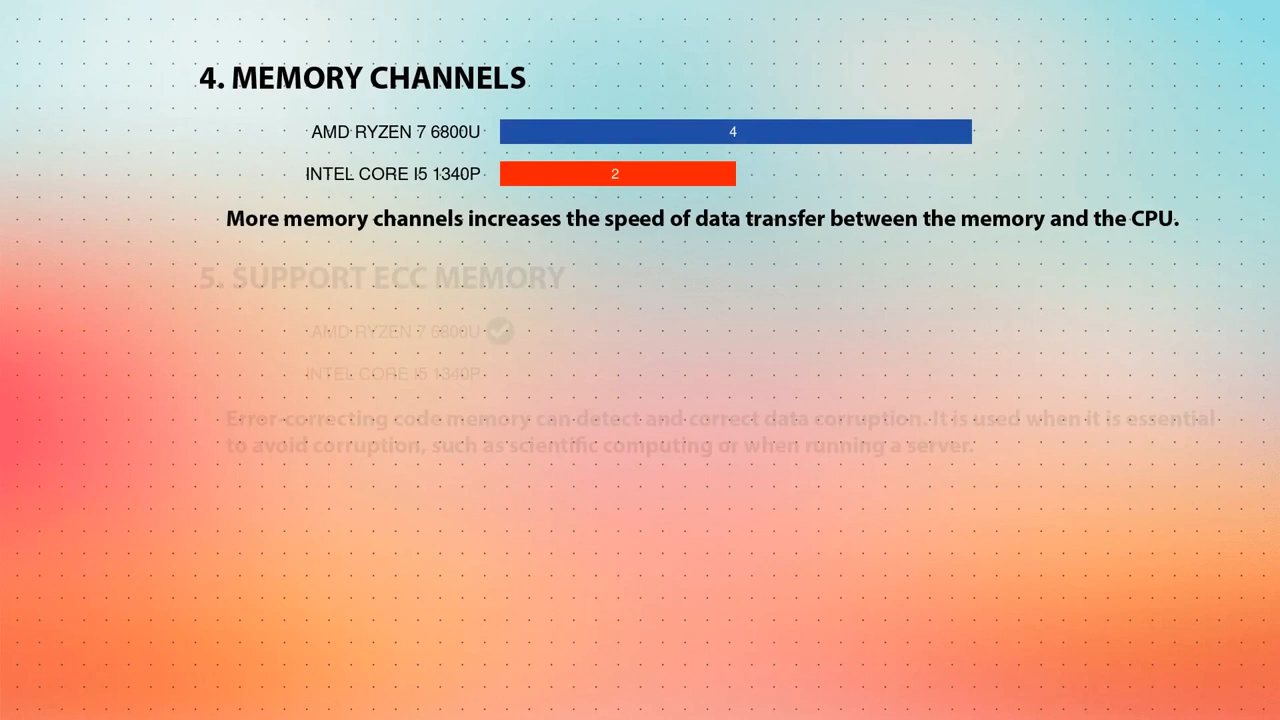 4. MEMORY CHANNELS
AMD RYZEN 7 6800U
4
INTEL CORE I5 1340P
2
More memory channels increases the speed of data transfer between the memory and the CPU.
5. SUPPORT ECC MEMORY
AMD RYZEN 7 6800U
INTEL CORE I5 1340P
Error-correcting code memory can detect and correct data corruption. It is used when it is essential
to avoid corruption, such as scientific computing or when running a server.